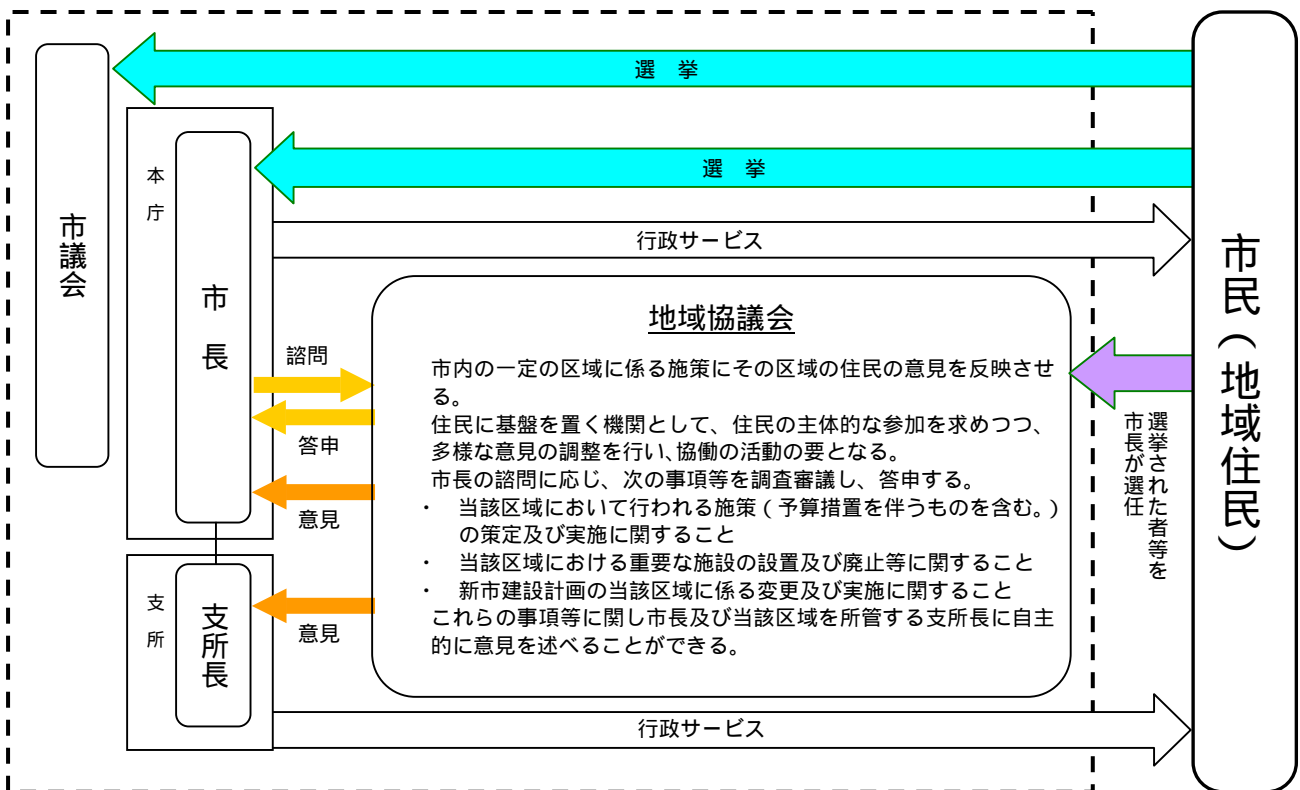 選　挙
選　挙
行政サービス
市議会
本庁
市長
諮問
答申
意見
支所
支所長
意見
地域協議会
市内の一定の区域に係る施策にその区域の住民の意見を反映させ
る。
住民に基盤を置く機関として、住民の主体的な参加を求めつつ、
多様な意見の調整を行い、協働の活動の要となる。
市長の諮問に応じ、次の事項等を調査審議し、答申する。
・　当該区域において行われる施策（予算措置を伴うものを含む。）
の策定及び実施に関すること
・　当該区域における重要な施設の設置及び廃止等に関すること
・　新市建設計画の当該区域に係る変更及び実施に関すること
これらの事項等に関し市長及び当該区域を所管する支所長に自主
的に意見を述べることができる。
行政サービス
選挙された者等を
市長が選任
市民（地域住民）